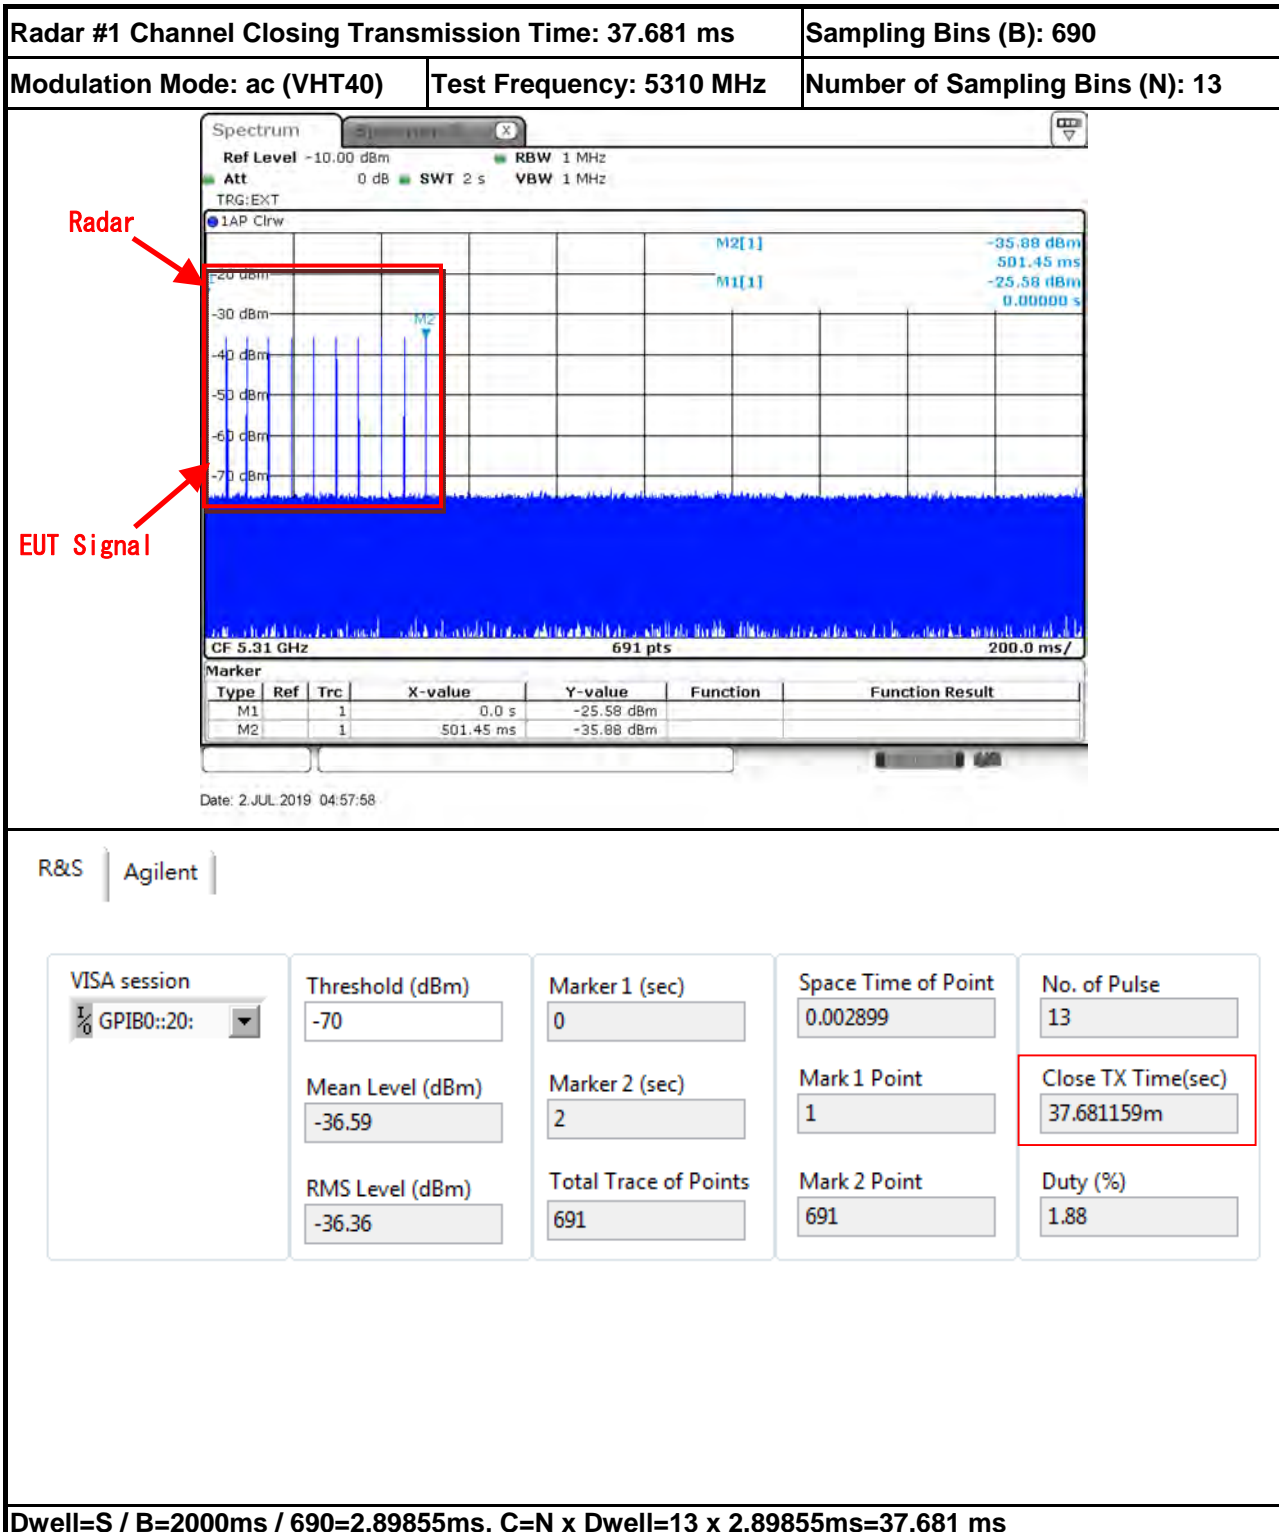 Radar #1 Channel Closing Transmission Time: 37.681 ms
Sampling Bins (B): 690
Modulation Mode: ac (VHT40)
Test Frequency: 5310 MHz
Number of Sampling Bins (N): 13
Spectrum
X
Ref Level -10.00 dBm
RBW 1 MHz
Att 0 dB
SWT 2 s
VBW 1 MHz
TRG:EXT
1AP Clrw
Radar
M2[1] -35.88 dBm
501.45 ms
M1[1] -25.58 dBm
0.00000 s
-20 dBm
-30 dBm
M2
-40 dBm
-50 dBm
-60 dBm
-70 dBm
EUT Signal
CF 5.31 GHz
691 pts
200.0 ms/
Marker
Type Ref Trc X-value Y-value Function Function Result
M1 1 0.0 s -25.58 dBm
M2 1 501.45 ms -35.88 dBm
Date: 2.JUL.2019 04:57:58
R&S
Agilent
VISA session
GPIB0::20:
Threshold (dBm)
-70
Mean Level (dBm)
-36.59
RMS Level (dBm)
-36.36
Marker 1 (sec)
0
Marker 2 (sec)
2
Total Trace of Points
691
Space Time of Point
0.002899
Mark 1 Point
1
Mark 2 Point
691
No. of Pulse
13
Close TX Time(sec)
37.681159m
Duty (%)
1.88
Dwell=S / B=2000ms / 690=2.89855ms, C=N x Dwell=13 x 2.89855ms=37.681 ms